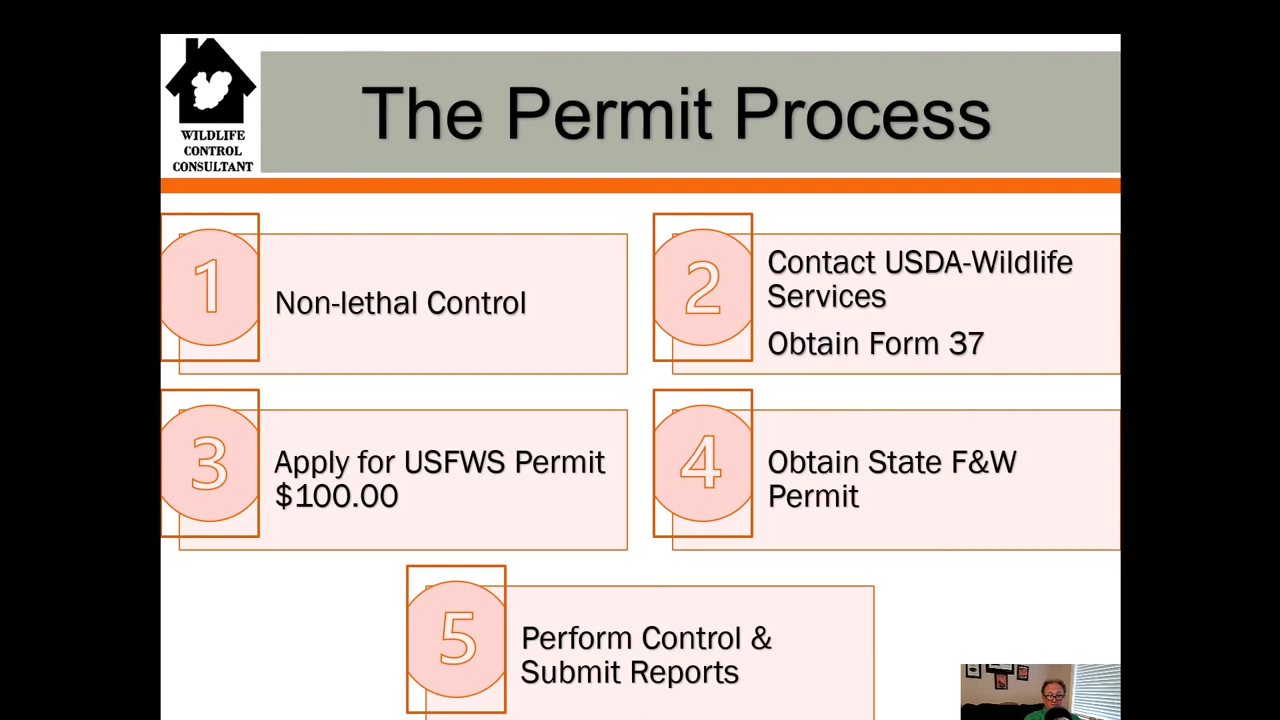 WILDLIFE
CONTROL
CONSULTANT
The Permit Process
1
Non-lethal Control
2
Contact USDA-Wildlife
Services
Obtain Form 37
3
Apply for USFWS Permit
$100.00
4
Obtain State F&W
Permit
5
Perform Control &
Submit Reports